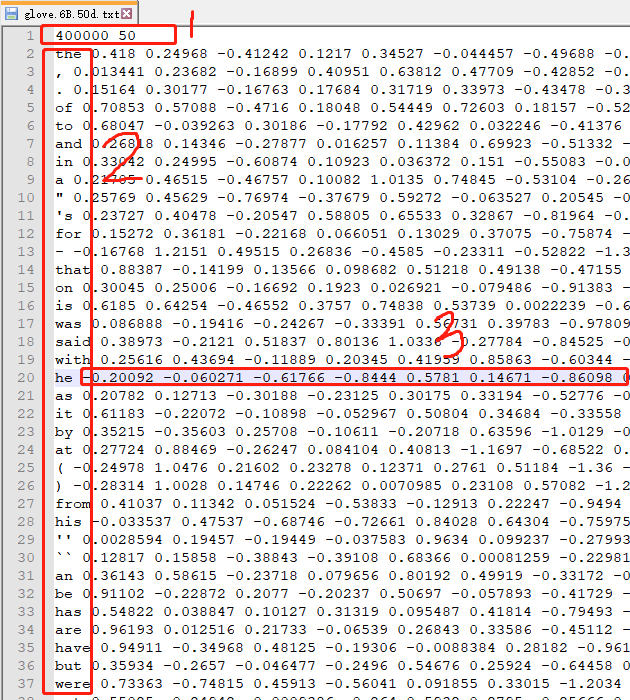 glove.6B.50d.txt
1
1 400000 50
2 the 0.418 0.24968 -0.41242 0.1217 0.34527 -0.044457 -0.49688 -0.
3 , 0.013441 0.23682 -0.16899 0.40951 0.63812 0.47709 -0.42852 -0.
4 . 0.15164 0.30177 -0.16763 0.17684 0.31719 0.33973 -0.43478 -0.3
5 of 0.70853 0.57088 -0.4716 0.18048 0.54449 0.72603 0.18157 -0.52
6 to 0.68047 -0.039263 0.30186 -0.17792 0.42962 0.032246 -0.41376
7 and 0.26818 0.14346 -0.27877 0.016257 0.11384 0.69923 -0.51332 -
2
8 in 0.33042 0.24995 -0.60874 0.10923 0.036372 0.151 -0.55083 -0.0
9 a 0.21705 0.46515 -0.46757 0.10082 1.0135 0.74845 -0.53104 -0.26
10 " 0.25769 0.45629 -0.76974 -0.37679 0.59272 -0.063527 0.20545 -0
11 's 0.23727 0.40478 -0.20547 0.58805 0.65533 0.32867 -0.81964 -0.
12 for 0.15272 0.36181 -0.22168 0.066051 0.13029 0.37075 -0.75874 -
13 - -0.16768 1.2151 0.49515 0.26836 -0.4585 -0.23311 -0.52822 -1.3
14 that 0.88387 -0.14199 0.13566 0.098682 0.51218 0.49138 -0.47155
15 on 0.30045 0.25006 -0.16692 0.1923 0.026921 -0.079486 -0.91383 -
16 is 0.6185 0.64254 -0.46552 0.3757 0.74838 0.53739 0.0022239 -0.6
17 was 0.086888 -0.19416 -0.24267 -0.33391 0.56731 0.39783 -0.97809
3
18 said 0.38973 -0.2121 0.51837 0.80136 1.0336 -0.27784 -0.84525 -0
19 with 0.25616 0.43694 -0.11889 0.20345 0.41959 0.85863 -0.60344 -
20 he -0.20092 -0.060271 -0.61766 -0.8444 0.5781 0.14671 -0.86098 0
21 as 0.20782 0.12713 -0.30188 -0.23125 0.30175 0.33194 -0.52776 -0
22 it 0.61183 -0.22072 -0.10898 -0.052967 0.50804 0.34684 -0.33558
23 by 0.35215 -0.35603 0.25708 -0.10611 -0.20718 0.63596 -1.0129 -0
24 at 0.27724 0.88469 -0.26247 0.084104 0.40813 -1.1697 -0.68522 0.
25 ( -0.24978 1.0476 0.21602 0.23278 0.12371 0.2761 0.51184 -1.36 -
26 ) -0.28314 1.0028 0.14746 0.22262 0.0070985 0.23108 0.57082 -1.2
27 from 0.41037 0.11342 0.051524 -0.53833 -0.12913 0.22247 -0.9494
28 his -0.033537 0.47537 -0.68746 -0.72661 0.84028 0.64304 -0.75975
29 '' 0.0028594 0.19457 -0.19449 -0.037583 0.9634 0.099237 -0.27993
30 `` 0.12817 0.15858 -0.38843 -0.39108 0.68366 0.00081259 -0.22981
31 an 0.36143 0.58615 -0.23718 0.079656 0.80192 0.49919 -0.33172 -0
32 be 0.91102 -0.22872 0.2077 -0.20237 0.50697 -0.057893 -0.41729 -
33 has 0.54822 0.038847 0.10127 0.31319 0.095487 0.41814 -0.79493 -
34 are 0.96193 0.012516 0.21733 -0.06539 0.26843 0.33586 -0.45112 -
35 have 0.94911 -0.34968 0.48125 -0.19306 -0.0088384 0.28182 -0.961
36 but 0.35934 -0.2657 -0.046477 -0.2496 0.54676 0.25924 -0.64458 0
37 were 0.73363 -0.74815 0.45913 -0.56041 0.091855 0.33015 -1.2034